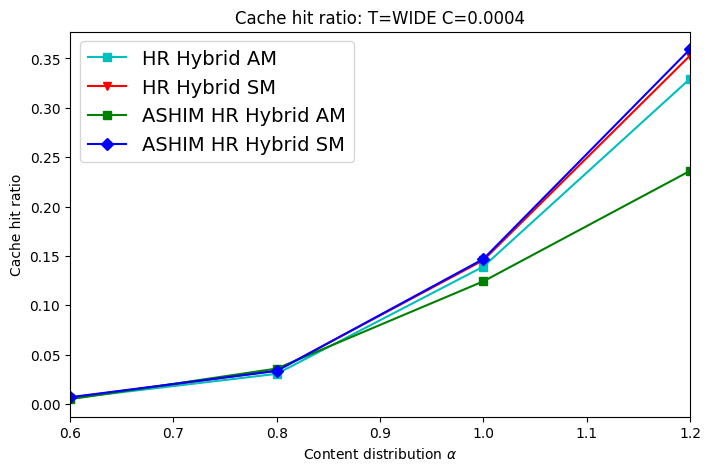 Cache hit ratio: T=WIDE C=0.0004
HR Hybrid AM
HR Hybrid SM
ASHIM HR Hybrid AM
ASHIM HR Hybrid SM
Cache hit ratio
0.35
0.30
0.25
0.20
0.15
0.10
0.05
0.00
0.6 0.7 0.8 0.9 1.0 1.1 1.2
Content distribution α